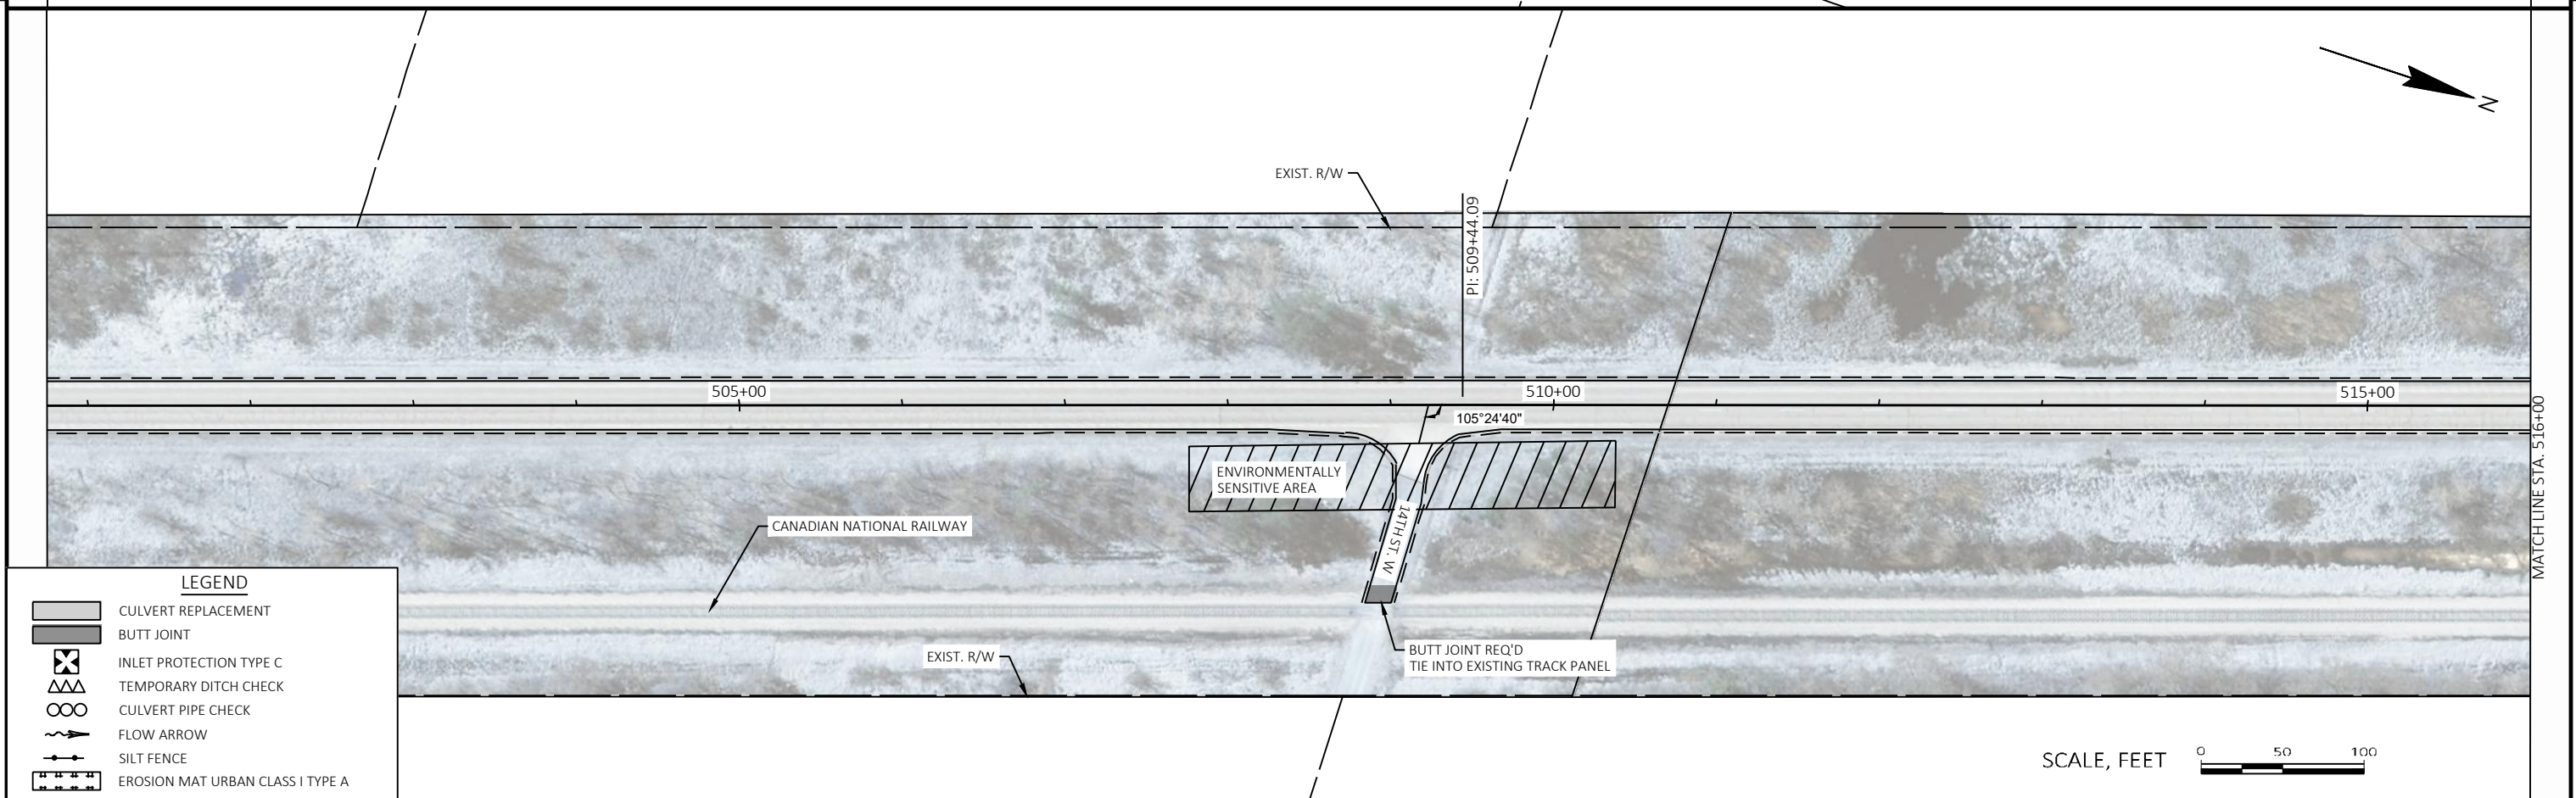 N
EXIST. R/W
PI: 509+44.09
505+00
510+00
515+00
105°24'40"
ENVIRONMENTALLY
SENSITIVE AREA
14TH ST. W
CANADIAN NATIONAL RAILWAY
MATCH LINE STA. 516+00
BUTT JOINT REQ'D
TIE INTO EXISTING TRACK PANEL
EXIST. R/W
LEGEND
CULVERT REPLACEMENT
BUTT JOINT
INLET PROTECTION TYPE C
TEMPORARY DITCH CHECK
CULVERT PIPE CHECK
FLOW ARROW
SILT FENCE
EROSION MAT URBAN CLASS I TYPE A
SCALE, FEET
0 50 100